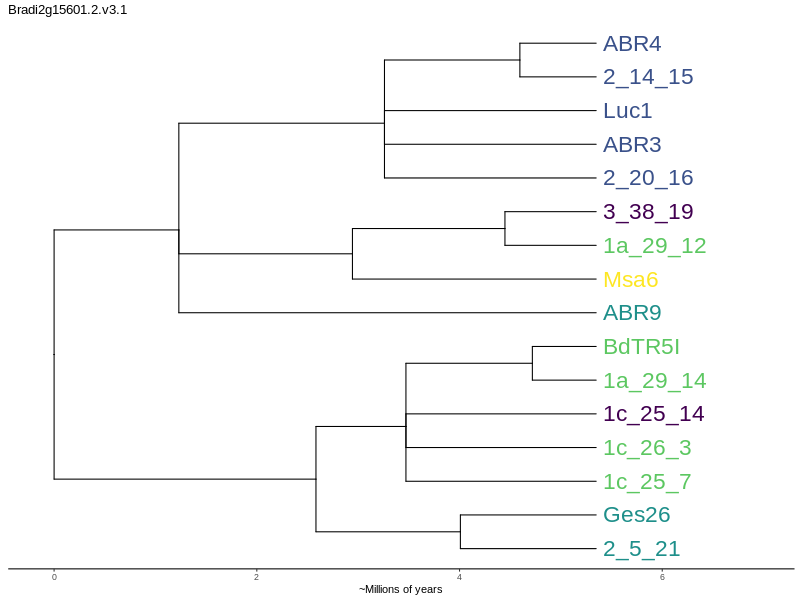 Bradi2g15601.2.v3.1
ABR4
2_14_15
Luc1
ABR3
2_20_16
3_38_19
1a_29_12
Msa6
ABR9
BdTR5I
1a_29_14
1c_25_14
1c_26_3
1c_25_7
Ges26
2_5_21
0 2 4 6
~Millions of years